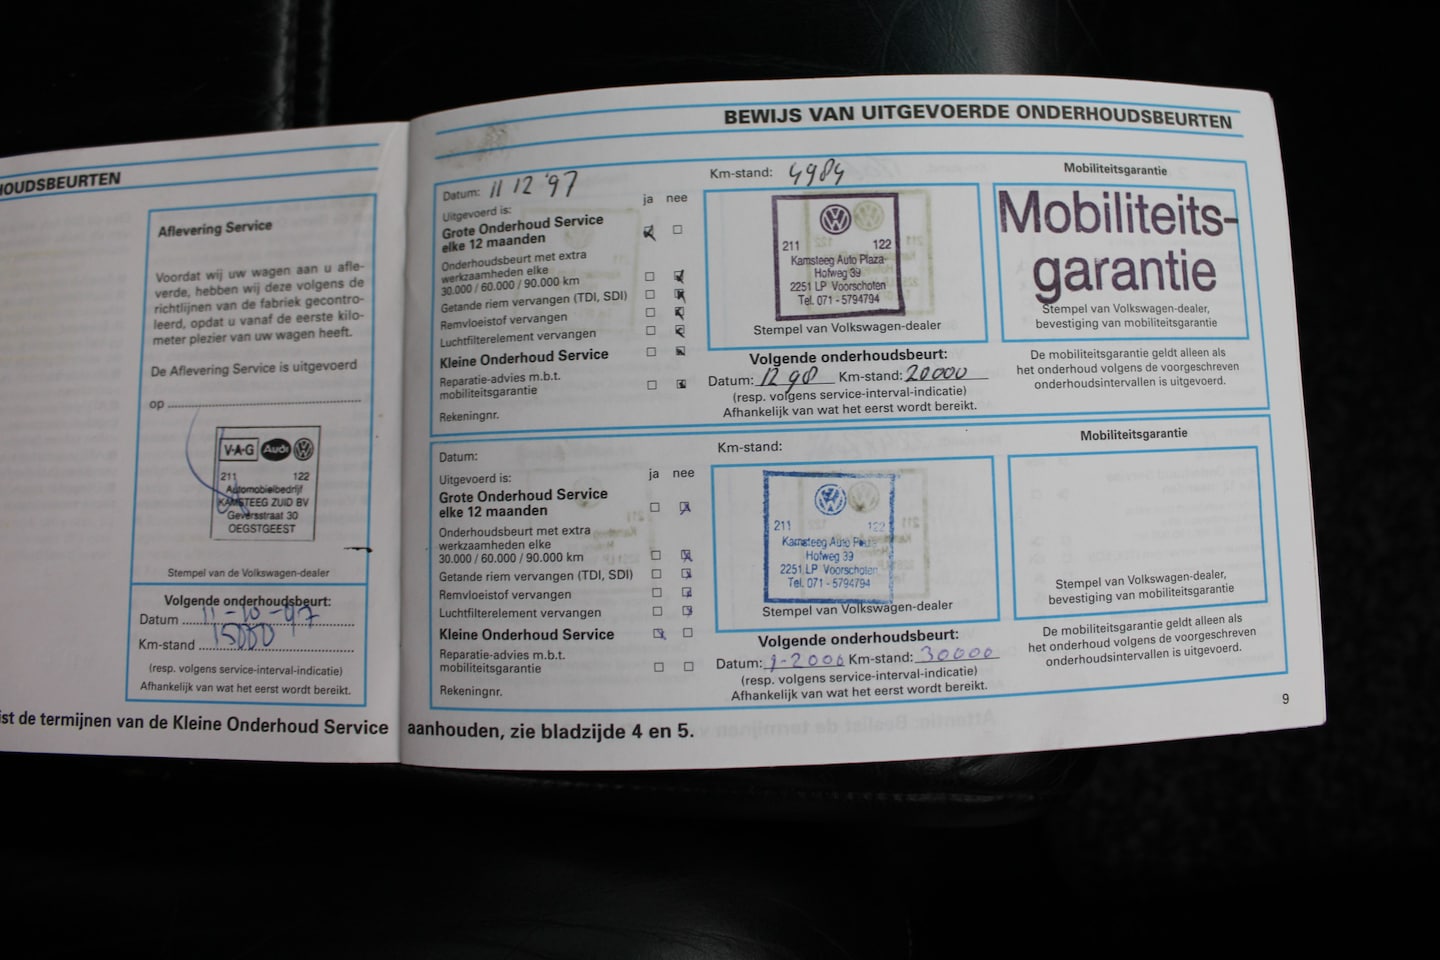 HOUDSBEURTEN
Aflevering Service
Voordat wij uw wagen aan u afle-
verde, hebben wij deze volgens de
richtlijnen van de fabriek gecontro-
leerd, opdat u vanaf de eerste kilo-
meter plezier van uw wagen heeft.
De Aflevering Service is uitgevoerd
op
V·A·G Audi
211 122
Automobielbedrijf
KAMSTEEG ZUID BV
Geversstraat 30
OEGSTGEEST
Stempel van de Volkswagen-dealer
Volgende onderhoudsbeurt:
Datum 11-10-97
Km-stand 15000
(resp. volgens service-interval-indicatie)
Afhankelijk van wat het eerst wordt bereikt.
ist de termijnen van de Kleine Onderhoud Service
BEWIJS VAN UITGEVOERDE ONDERHOUDSBEURTEN
Datum: 11 12 '97
Uitgevoerd is:
ja nee
Grote Onderhoud Service
elke 12 maanden
Onderhoudsbeurt met extra
werkzaamheden elke
30.000 / 60.000 / 90.000 km
Getande riem vervangen (TDI, SDI)
Remvloeistof vervangen
Luchtfilterelement vervangen
Kleine Onderhoud Service
Reparatie-advies m.b.t.
mobiliteitsgarantie
Rekeningnr.
Km-stand: 4984
211 122
Kamsteeg Auto Plaza
Hofweg 39
2251 LP Voorschoten
Tel. 071 - 5794794
Stempel van Volkswagen-dealer
Volgende onderhoudsbeurt:
Datum: 12 98 Km-stand: 20000
(resp. volgens service-interval-indicatie)
Afhankelijk van wat het eerst wordt bereikt.
Mobiliteitsgarantie
Mobiliteits-
garantie
Stempel van Volkswagen-dealer,
bevestiging van mobiliteitsgarantie
De mobiliteitsgarantie geldt alleen als
het onderhoud volgens de voorgeschreven
onderhoudsintervallen is uitgevoerd.
Datum:
Uitgevoerd is:
ja nee
Grote Onderhoud Service
elke 12 maanden
Onderhoudsbeurt met extra
werkzaamheden elke
30.000 / 60.000 / 90.000 km
Getande riem vervangen (TDI, SDI)
Remvloeistof vervangen
Luchtfilterelement vervangen
Kleine Onderhoud Service
Reparatie-advies m.b.t.
mobiliteitsgarantie
Rekeningnr.
Km-stand:
211 122
Kamsteeg Auto Plaza
Hofweg 39
2251 LP Voorschoten
Tel. 071 - 5794794
Stempel van Volkswagen-dealer
Volgende onderhoudsbeurt:
Datum: 1-2000 Km-stand: 30000
(resp. volgens service-interval-indicatie)
Afhankelijk van wat het eerst wordt bereikt.
Mobiliteitsgarantie
Stempel van Volkswagen-dealer,
bevestiging van mobiliteitsgarantie
De mobiliteitsgarantie geldt alleen als
het onderhoud volgens de voorgeschreven
onderhoudsintervallen is uitgevoerd.
aanhouden, zie bladzijde 4 en 5.
9